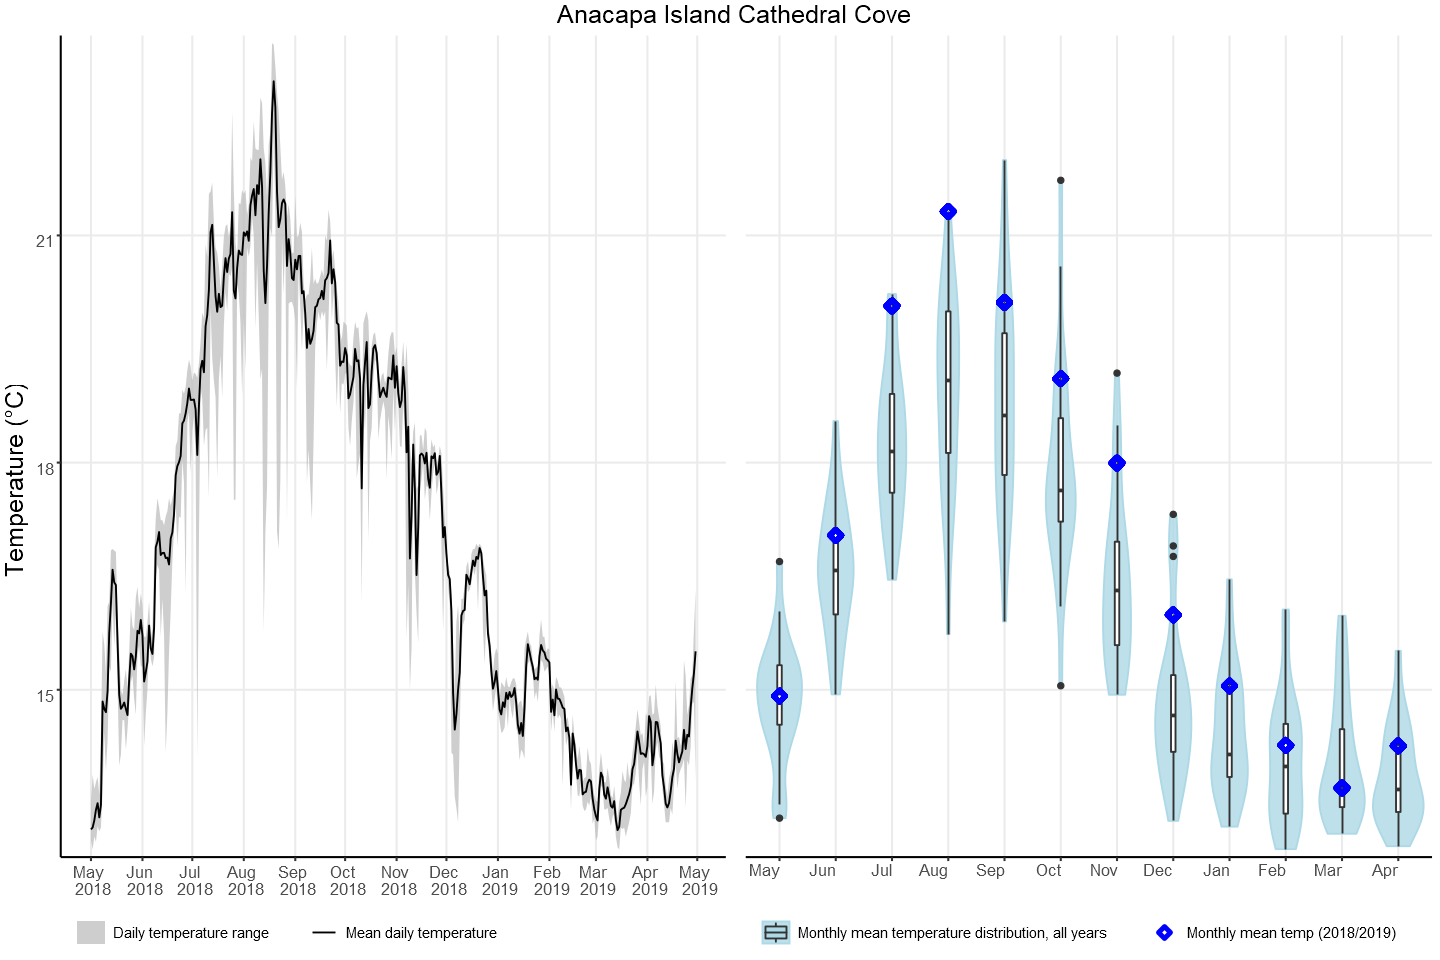 Anacapa Island Cathedral Cove
Temperature (°C)
21
18
15
May Jun Jul Aug Sep Oct Nov Dec Jan Feb Mar Apr May
2018 2018 2018 2018 2018 2018 2018 2018 2019 2019 2019 2019 2019
May Jun Jul Aug Sep Oct Nov Dec Jan Feb Mar Apr
Daily temperature range
Mean daily temperature
Monthly mean temperature distribution, all years
Monthly mean temp (2018/2019)